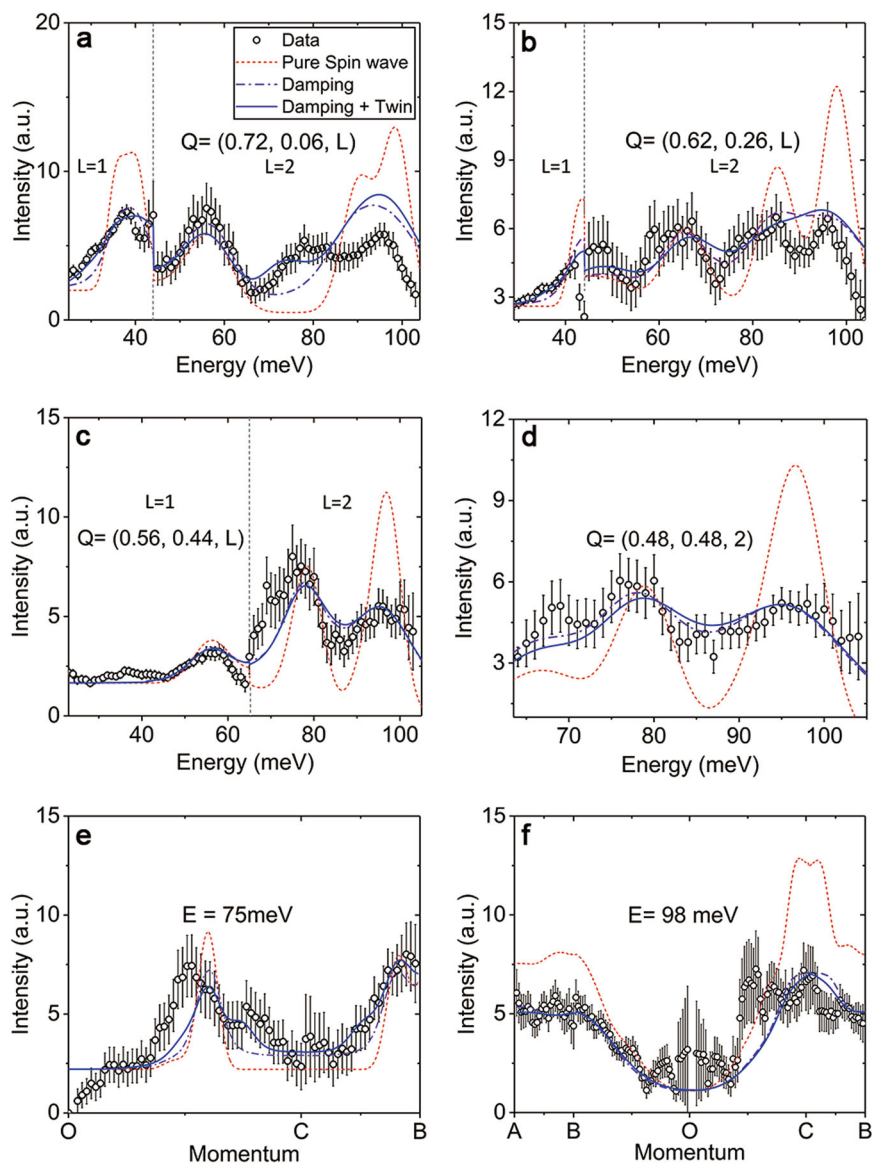 a
20
15
10
5
0
Intensity (a.u.)
Data
Pure Spin wave
Damping
Damping + Twin
Q= (0.72, 0.06, L)
L=1
L=2
40 60 80 100
Energy (meV)
b
15
12
9
6
3
Intensity (a.u.)
Q= (0.62, 0.26, L)
L=1
L=2
40 60 80 100
Energy (meV)
c
15
10
5
0
Intensity (a.u.)
L=1
L=2
Q= (0.56, 0.44, L)
40 60 80 100
Energy (meV)
d
12
9
6
3
Intensity (a.u.)
Q= (0.48, 0.48, 2)
70 80 90 100
Energy (meV)
e
15
10
5
0
Intensity (a.u.)
E = 75meV
O C B
Momentum
f
15
10
5
0
Intensity (a.u.)
E= 98 meV
A B O C B
Momentum